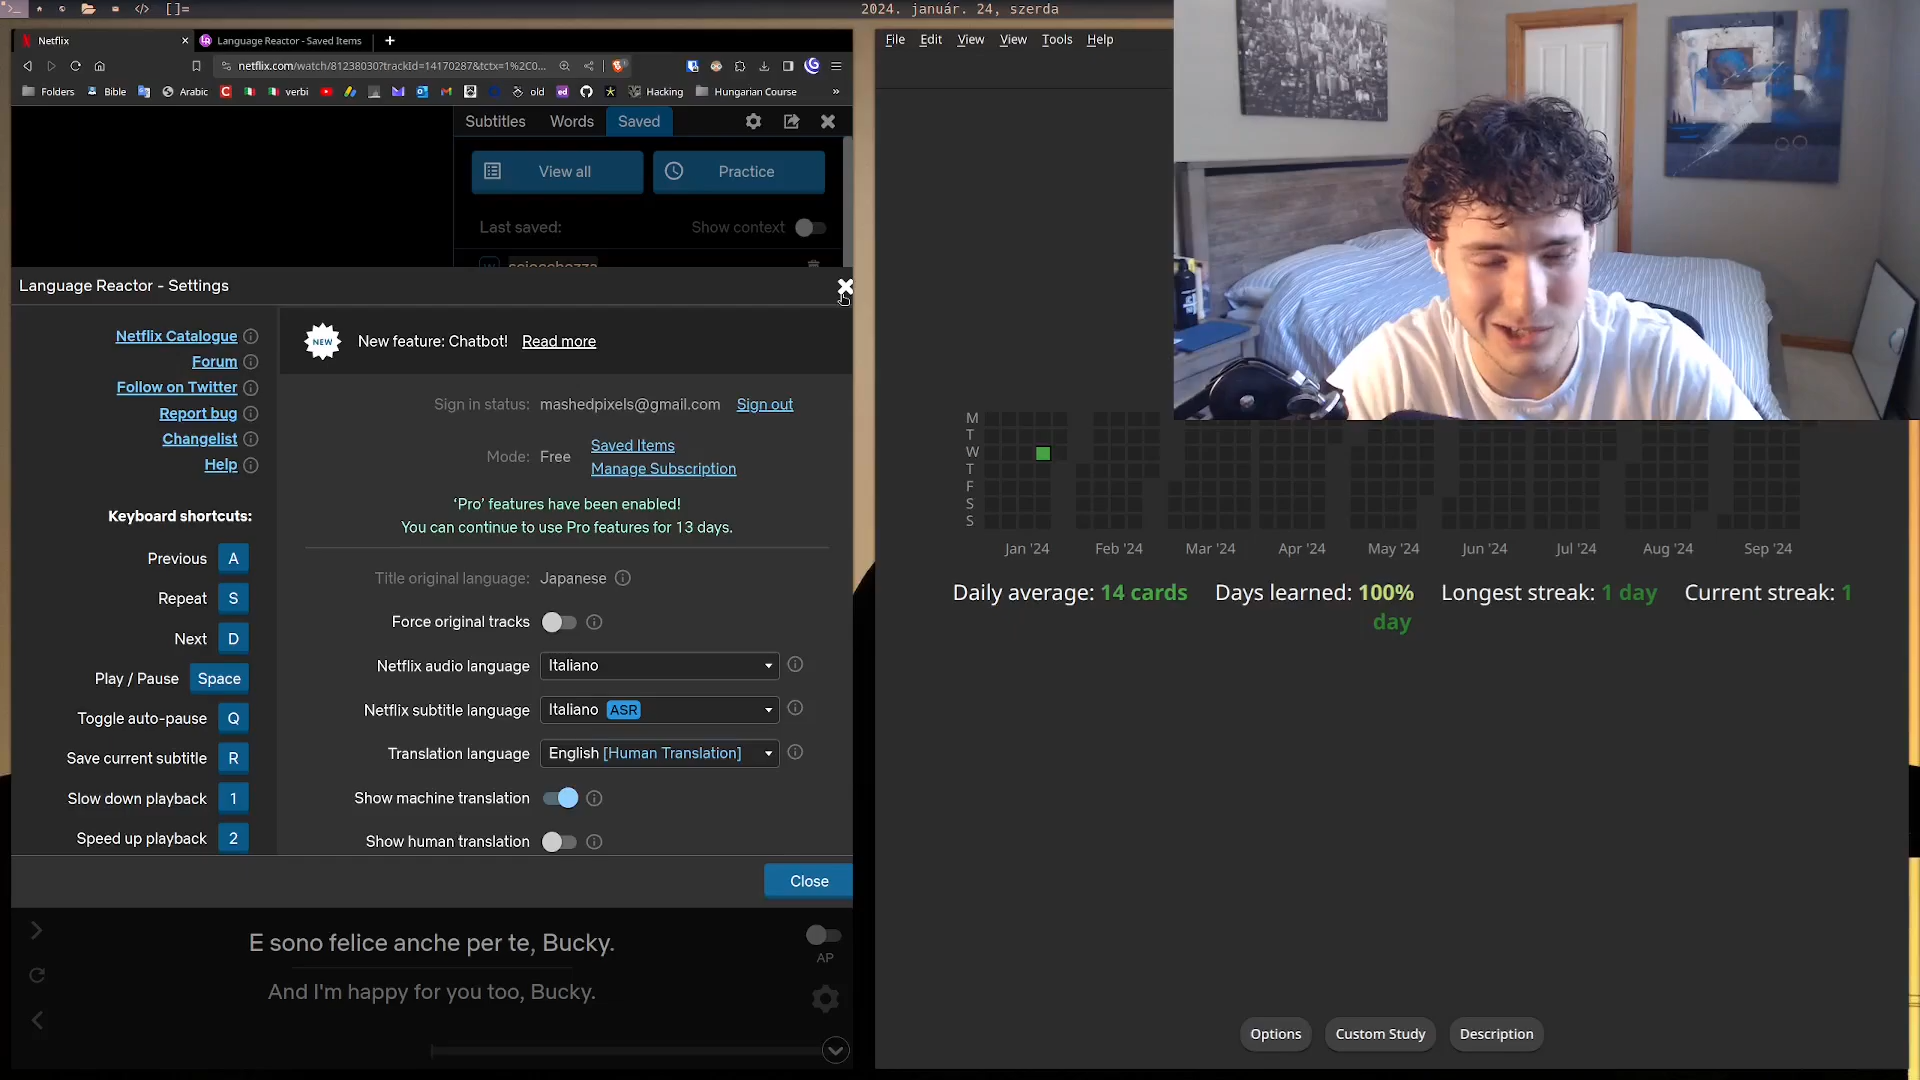 2024. január. 24, szerda
Netflix
Language Reactor - Saved Items
netflix.com/watch/81238030?trackId=14170287&tctx=1%2C0...
Folders
Bible
Arabic
verbi
old
Hacking
Hungarian Course
Subtitles
Words
Saved
View all
Practice
Last saved:
Show context
Language Reactor - Settings
Netflix Catalogue
Forum
Follow on Twitter
Report bug
Changelist
Help
Keyboard shortcuts:
Previous A
Repeat S
Next D
Play / Pause Space
Toggle auto-pause Q
Save current subtitle R
Slow down playback 1
Speed up playback 2
NEW
New feature: Chatbot! Read more
Sign in status: mashedpixels@gmail.com Sign out
Mode: Free
Saved Items
Manage Subscription
‘Pro’ features have been enabled!
You can continue to use Pro features for 13 days.
Title original language: Japanese
Force original tracks
Netflix audio language Italiano
Netflix subtitle language Italiano ASR
Translation language English [Human Translation]
Show machine translation
Show human translation
Close
E sono felice anche per te, Bucky.
And I'm happy for you too, Bucky.
AP
File Edit View View Tools Help
M
T
W
T
F
S
S
Jan '24 Feb '24 Mar '24 Apr '24 May '24 Jun '24 Jul '24 Aug '24 Sep '24
Daily average: 14 cards Days learned: 100% Longest streak: 1 day Current streak: 1
day
Options Custom Study Description